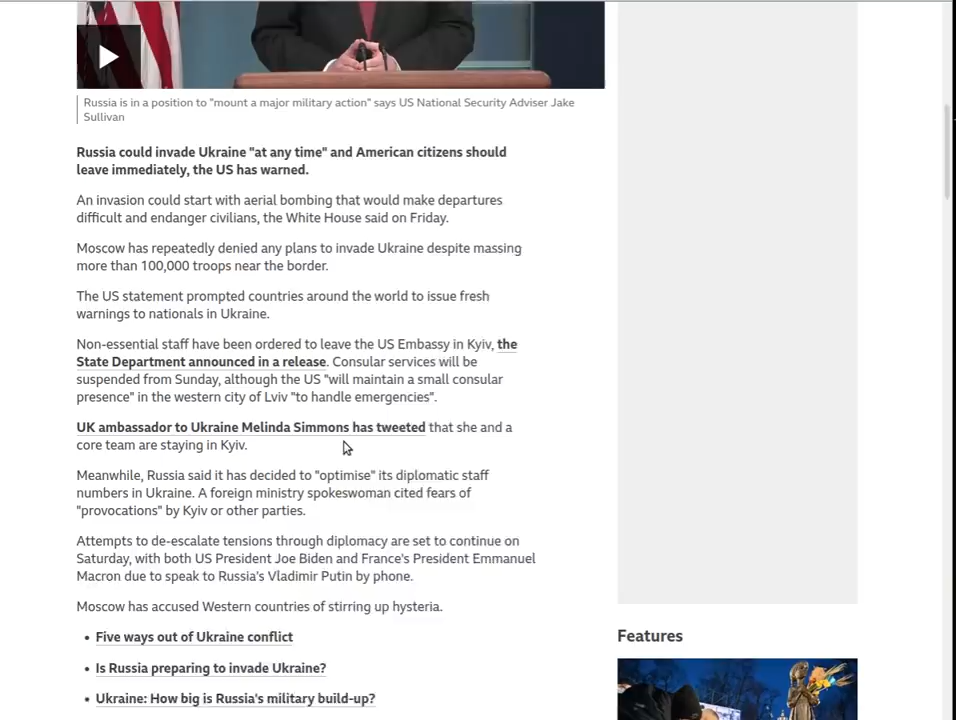 Russia is in a position to "mount a major military action" says US National Security Adviser Jake
Sullivan
Russia could invade Ukraine "at any time" and American citizens should
leave immediately, the US has warned.
An invasion could start with aerial bombing that would make departures
difficult and endanger civilians, the White House said on Friday.
Moscow has repeatedly denied any plans to invade Ukraine despite massing
more than 100,000 troops near the border.
The US statement prompted countries around the world to issue fresh
warnings to nationals in Ukraine.
Non-essential staff have been ordered to leave the US Embassy in Kyiv, the
State Department announced in a release. Consular services will be
suspended from Sunday, although the US "will maintain a small consular
presence" in the western city of Lviv "to handle emergencies".
UK ambassador to Ukraine Melinda Simmons has tweeted that she and a
core team are staying in Kyiv.
Meanwhile, Russia said it has decided to "optimise" its diplomatic staff
numbers in Ukraine. A foreign ministry spokeswoman cited fears of
"provocations" by Kyiv or other parties.
Attempts to de-escalate tensions through diplomacy are set to continue on
Saturday, with both US President Joe Biden and France's President Emmanuel
Macron due to speak to Russia's Vladimir Putin by phone.
Moscow has accused Western countries of stirring up hysteria.
• Five ways out of Ukraine conflict
• Is Russia preparing to invade Ukraine?
• Ukraine: How big is Russia's military build-up?
Features